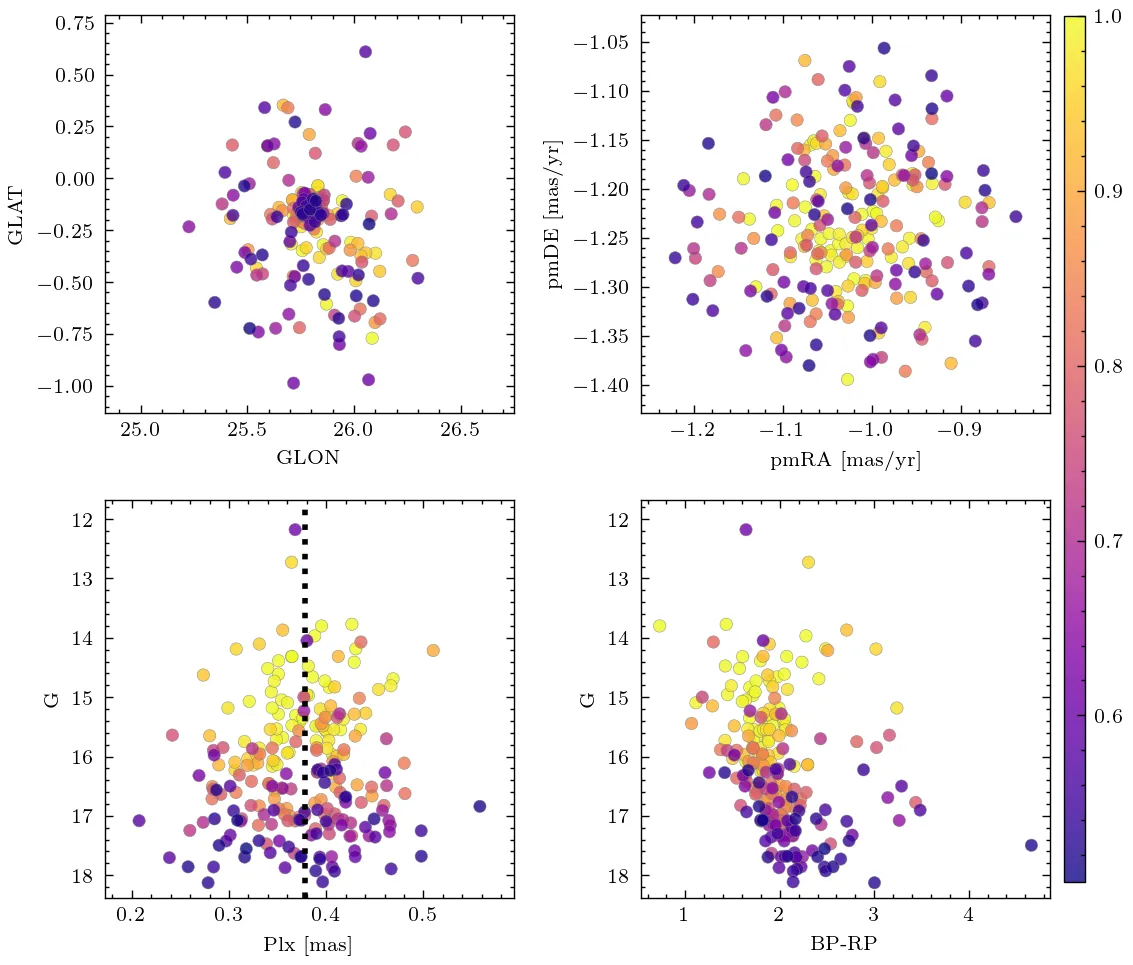 0.75
0.50
0.25
0.00
−0.25
−0.50
−0.75
−1.00
GLAT
25.0 25.5 26.0 26.5
GLON
−1.05
−1.10
−1.15
−1.20
−1.25
−1.30
−1.35
−1.40
pmDE [mas/yr]
−1.2 −1.1 −1.0 −0.9
pmRA [mas/yr]
1.0
0.9
0.8
0.7
0.6
12
13
14
15
16
17
18
G
0.2 0.3 0.4 0.5
Plx [mas]
12
13
14
15
16
17
18
G
1 2 3 4
BP-RP